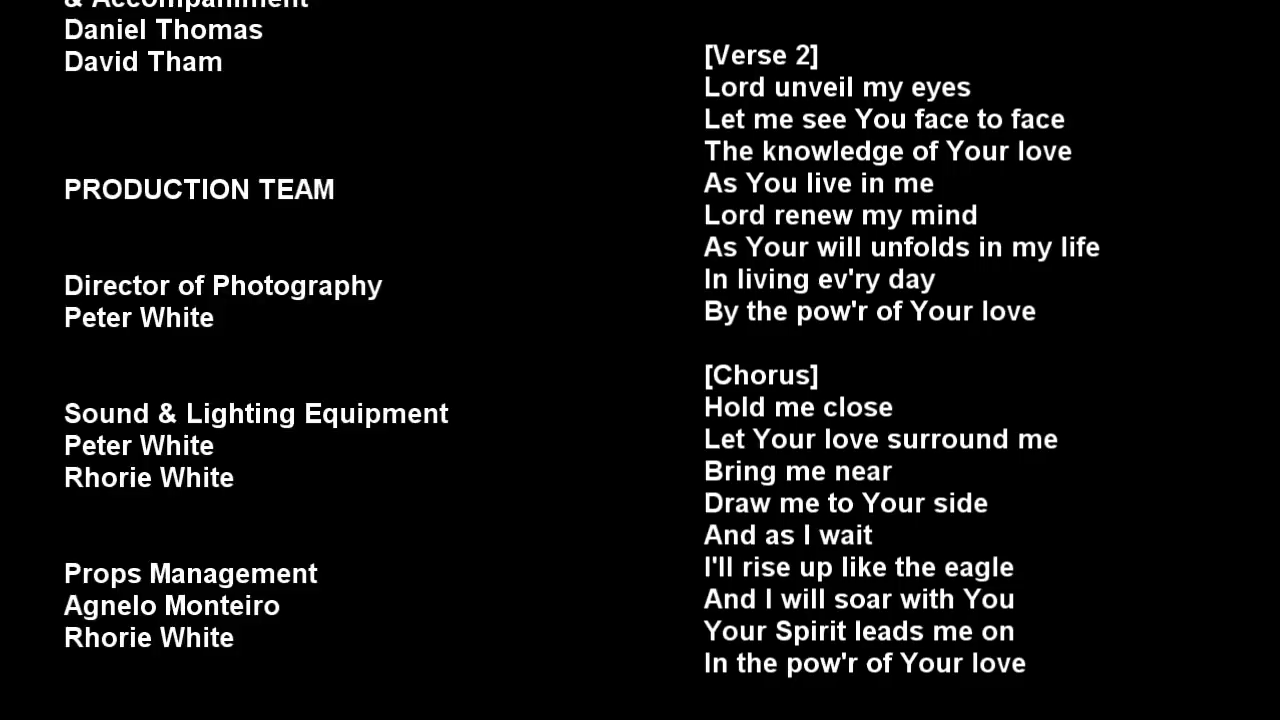 & Accompaniment
Daniel Thomas
David Tham
PRODUCTION TEAM
Director of Photography
Peter White
Sound & Lighting Equipment
Peter White
Rhorie White
Props Management
Agnelo Monteiro
Rhorie White
[Verse 2]
Lord unveil my eyes
Let me see You face to face
The knowledge of Your love
As You live in me
Lord renew my mind
As Your will unfolds in my life
In living ev'ry day
By the pow'r of Your love
[Chorus]
Hold me close
Let Your love surround me
Bring me near
Draw me to Your side
And as I wait
I'll rise up like the eagle
And I will soar with You
Your Spirit leads me on
In the pow'r of Your love